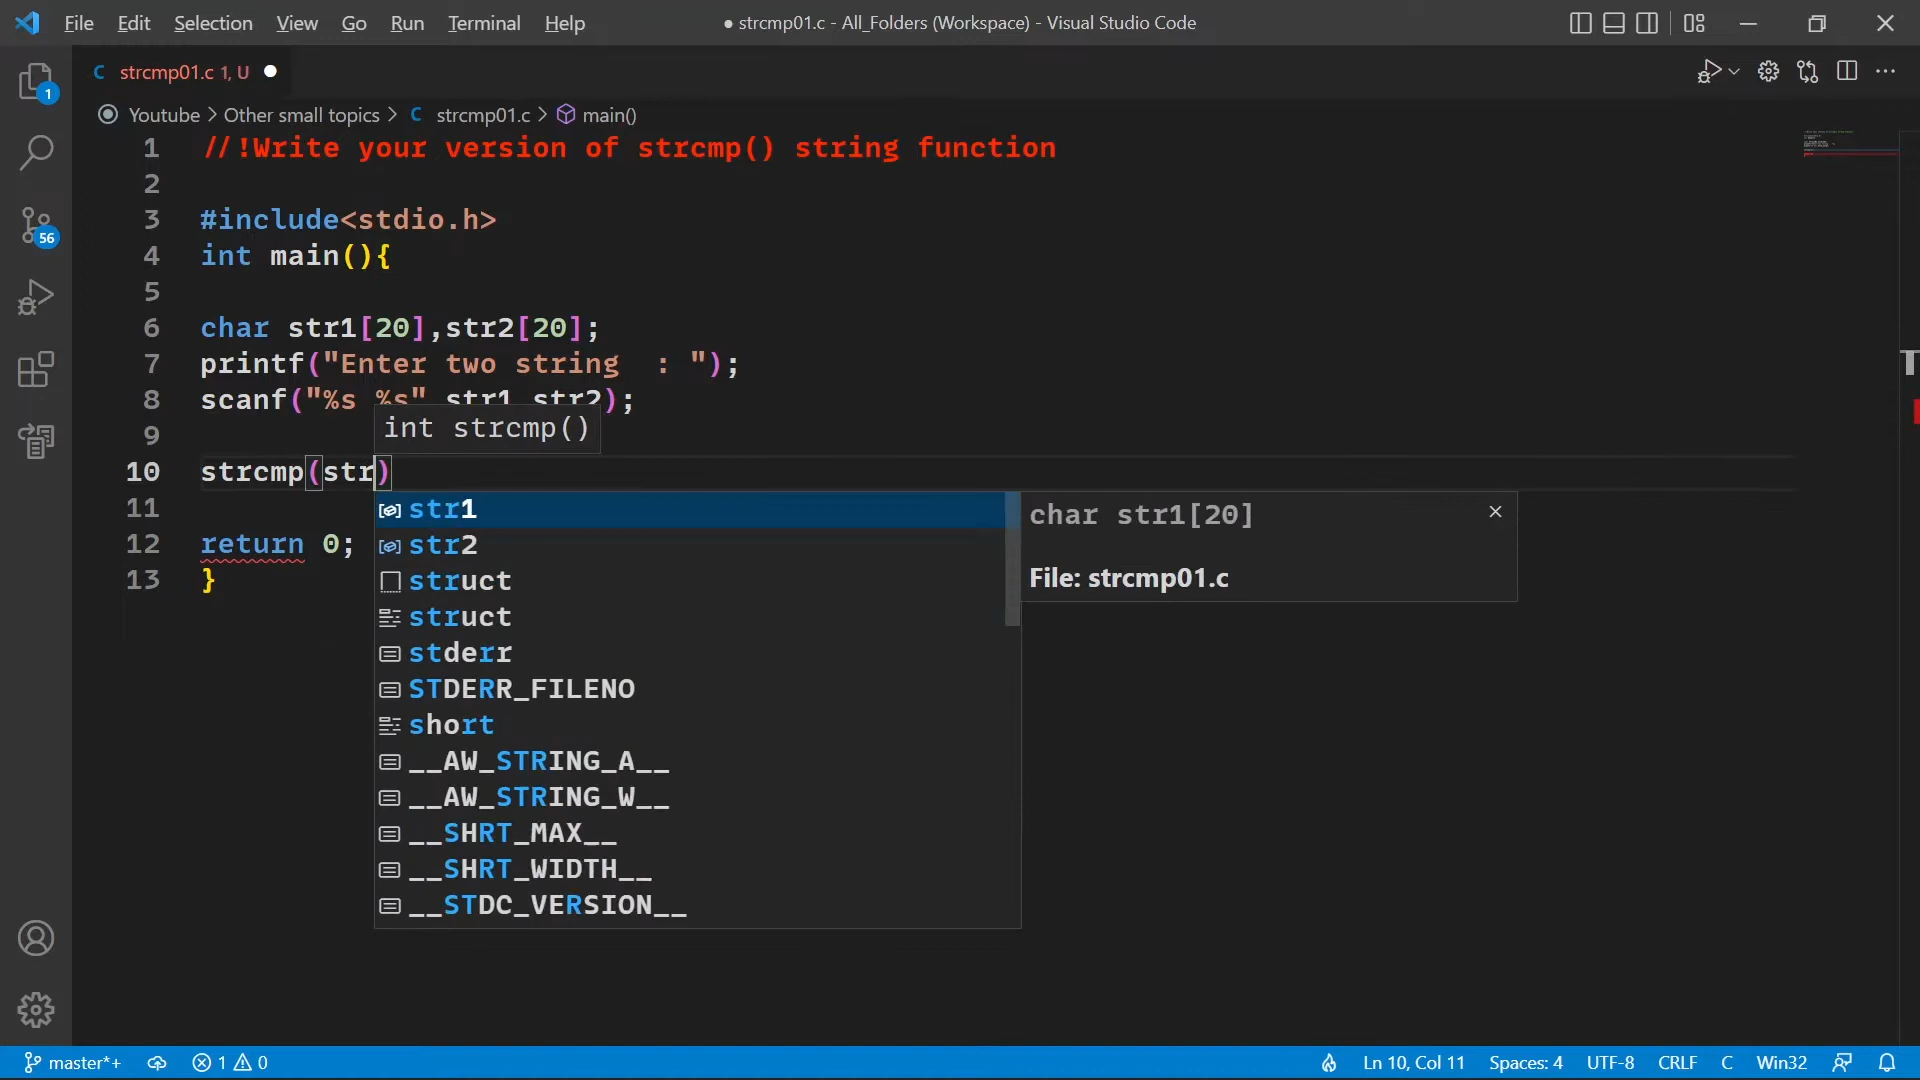 File Edit Selection View Go Run Terminal Help ● strcmp01.c - All_Folders (Workspace) - Visual Studio Code
C strcmp01.c 1, U ●
Youtube > Other small topics > C strcmp01.c > main()
1 //!Write your version of strcmp() string function
2
3 #include<stdio.h>
4 int main(){
5
6 char str1[20],str2[20];
7 printf("Enter two string  : ");
8 scanf("%s %s" str1 str2);
int strcmp()
9
10 strcmp(str)
11
12 return 0;
13 }
str1
str2
struct
struct
stderr
STDERR_FILENO
short
__AW_STRING_A__
__AW_STRING_W__
__SHRT_MAX__
__SHRT_WIDTH__
__STDC_VERSION__
char str1[20]
File: strcmp01.c
1
56
master*+ 1 0 Ln 10, Col 11 Spaces: 4 UTF-8 CRLF C Win32